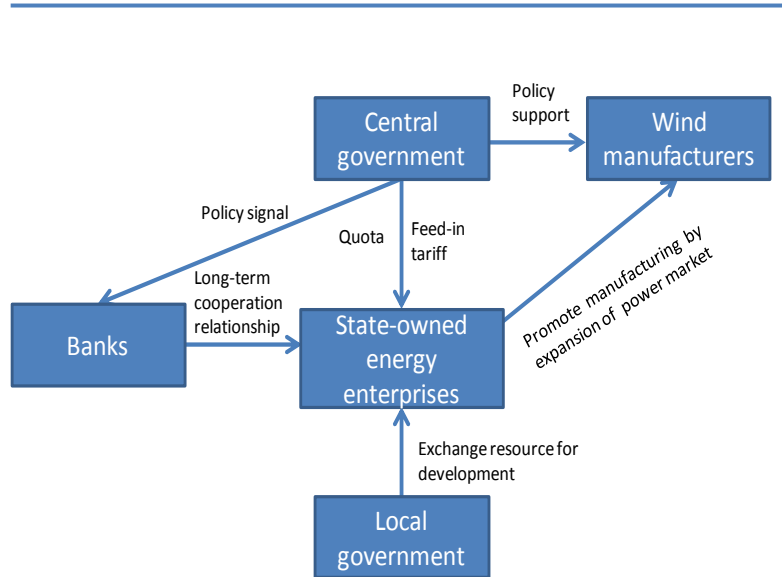 Policy
support
Central
government
Wind
manufacturers
Policy signal
Quota
Feed-in
tariff
Promote manufacturing by
expansion of power market
Long-term
cooperation
relationship
Banks
State-owned
energy
enterprises
Exchange resource for
development
Local
government